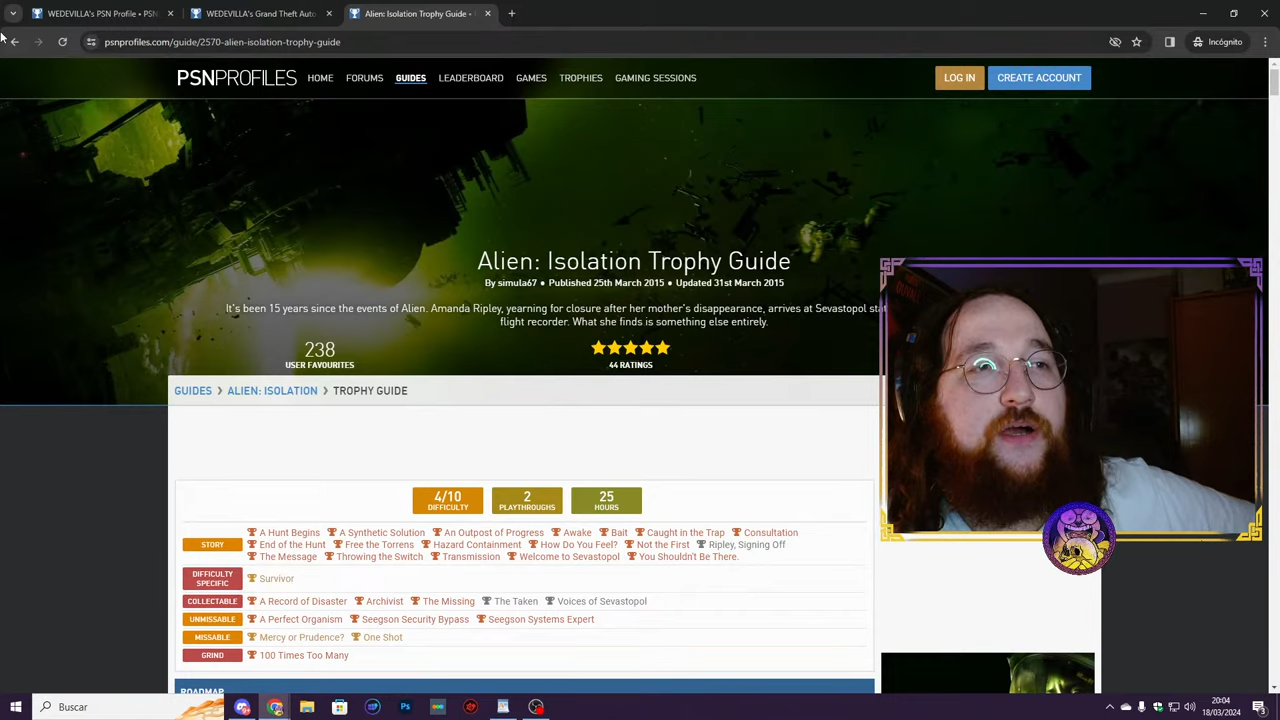 WEDEVILLA's PSN Profile • PSN
WEDEVILLA's Grand Theft Auto
Alien: Isolation Trophy Guide •
psnprofiles.com/guide/2570-alien-isolation-trophy-guide
Incógnito
PSNPROFILES
HOME FORUMS GUIDES LEADERBOARD GAMES TROPHIES GAMING SESSIONS
LOG IN CREATE ACCOUNT
Alien: Isolation Trophy Guide
By simula67 • Published 25th March 2015 • Updated 31st March 2015
It's been 15 years since the events of Alien. Amanda Ripley, yearning for closure after her mother's disappearance, arrives at Sevastopol stat
flight recorder. What she finds is something else entirely.
238
USER FAVOURITES
44 RATINGS
GUIDES > ALIEN: ISOLATION > TROPHY GUIDE
4/10
DIFFICULTY
2
PLAYTHROUGHS
25
HOURS
STORY
A Hunt Begins A Synthetic Solution An Outpost of Progress Awake Bait Caught in the Trap Consultation
End of the Hunt Free the Torrens Hazard Containment How Do You Feel? Not the First Ripley, Signing Off
The Message Throwing the Switch Transmission Welcome to Sevastopol You Shouldn't Be There.
DIFFICULTY
SPECIFIC
Survivor
COLLECTABLE
A Record of Disaster Archivist The Missing The Taken Voices of Sevastopol
UNMISSABLE
A Perfect Organism Seegson Security Bypass Seegson Systems Expert
MISSABLE
Mercy or Prudence? One Shot
GRIND
100 Times Too Many
ROADMAP
Buscar
20:04
18/03/2024